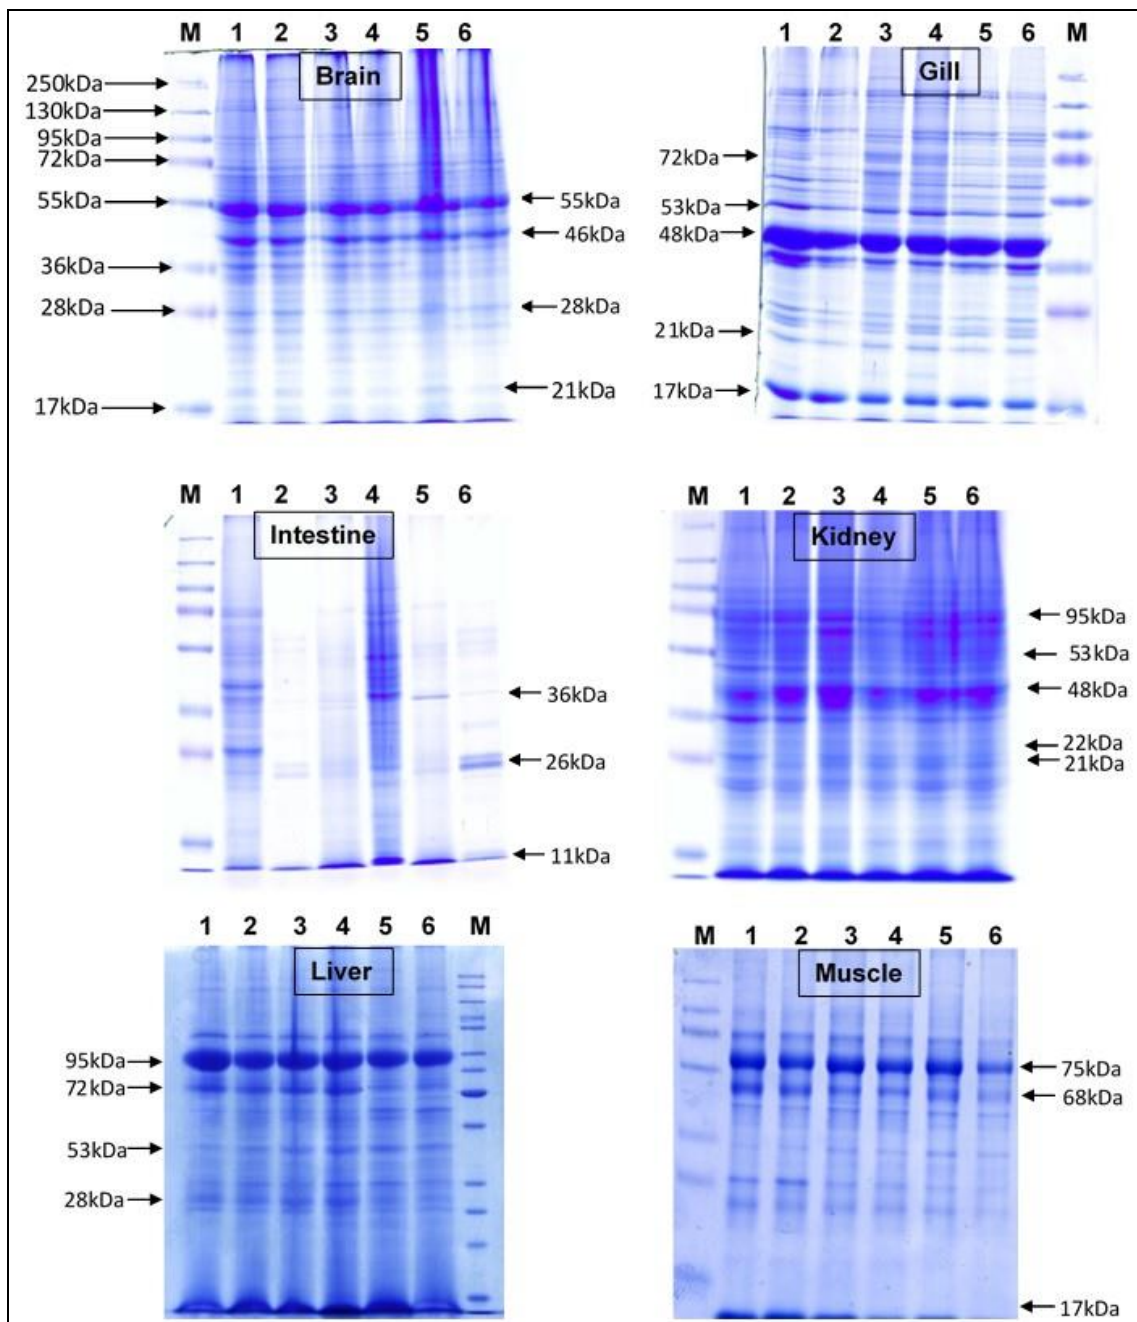 M 1 2 3 4 5 6
Brain
250kDa
130kDa
95kDa
72kDa
55kDa
36kDa
28kDa
17kDa
55kDa
46kDa
28kDa
21kDa
1 2 3 4 5 6 M
Gill
72kDa
53kDa
48kDa
21kDa
17kDa
M 1 2 3 4 5 6
Intestine
36kDa
26kDa
11kDa
M 1 2 3 4 5 6
Kidney
95kDa
53kDa
48kDa
22kDa
21kDa
1 2 3 4 5 6 M
Liver
95kDa
72kDa
53kDa
28kDa
M 1 2 3 4 5 6
Muscle
75kDa
68kDa
17kDa